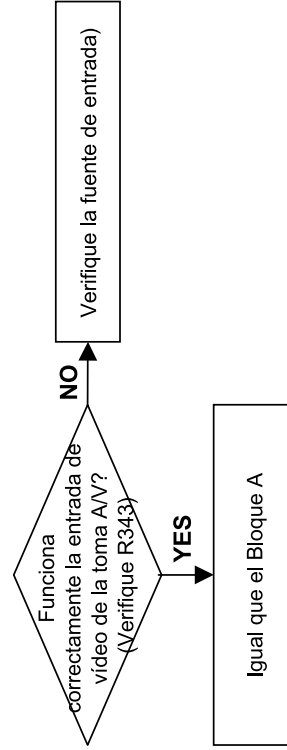 Funciona
correctamente la entrada de
vídeo de la toma A/V?
(Verifique R343)
NO
Verifique la fuente de entrada)
YES
Igual que el Bloque A